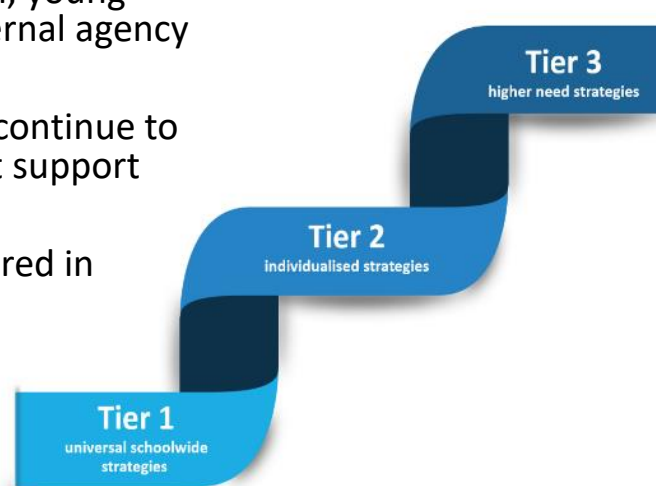 young
ernal agency
continue to
support
red in
Tier 3
higher need strategies
Tier 2
individualised strategies
Tier 1
universal schoolwide
strategies